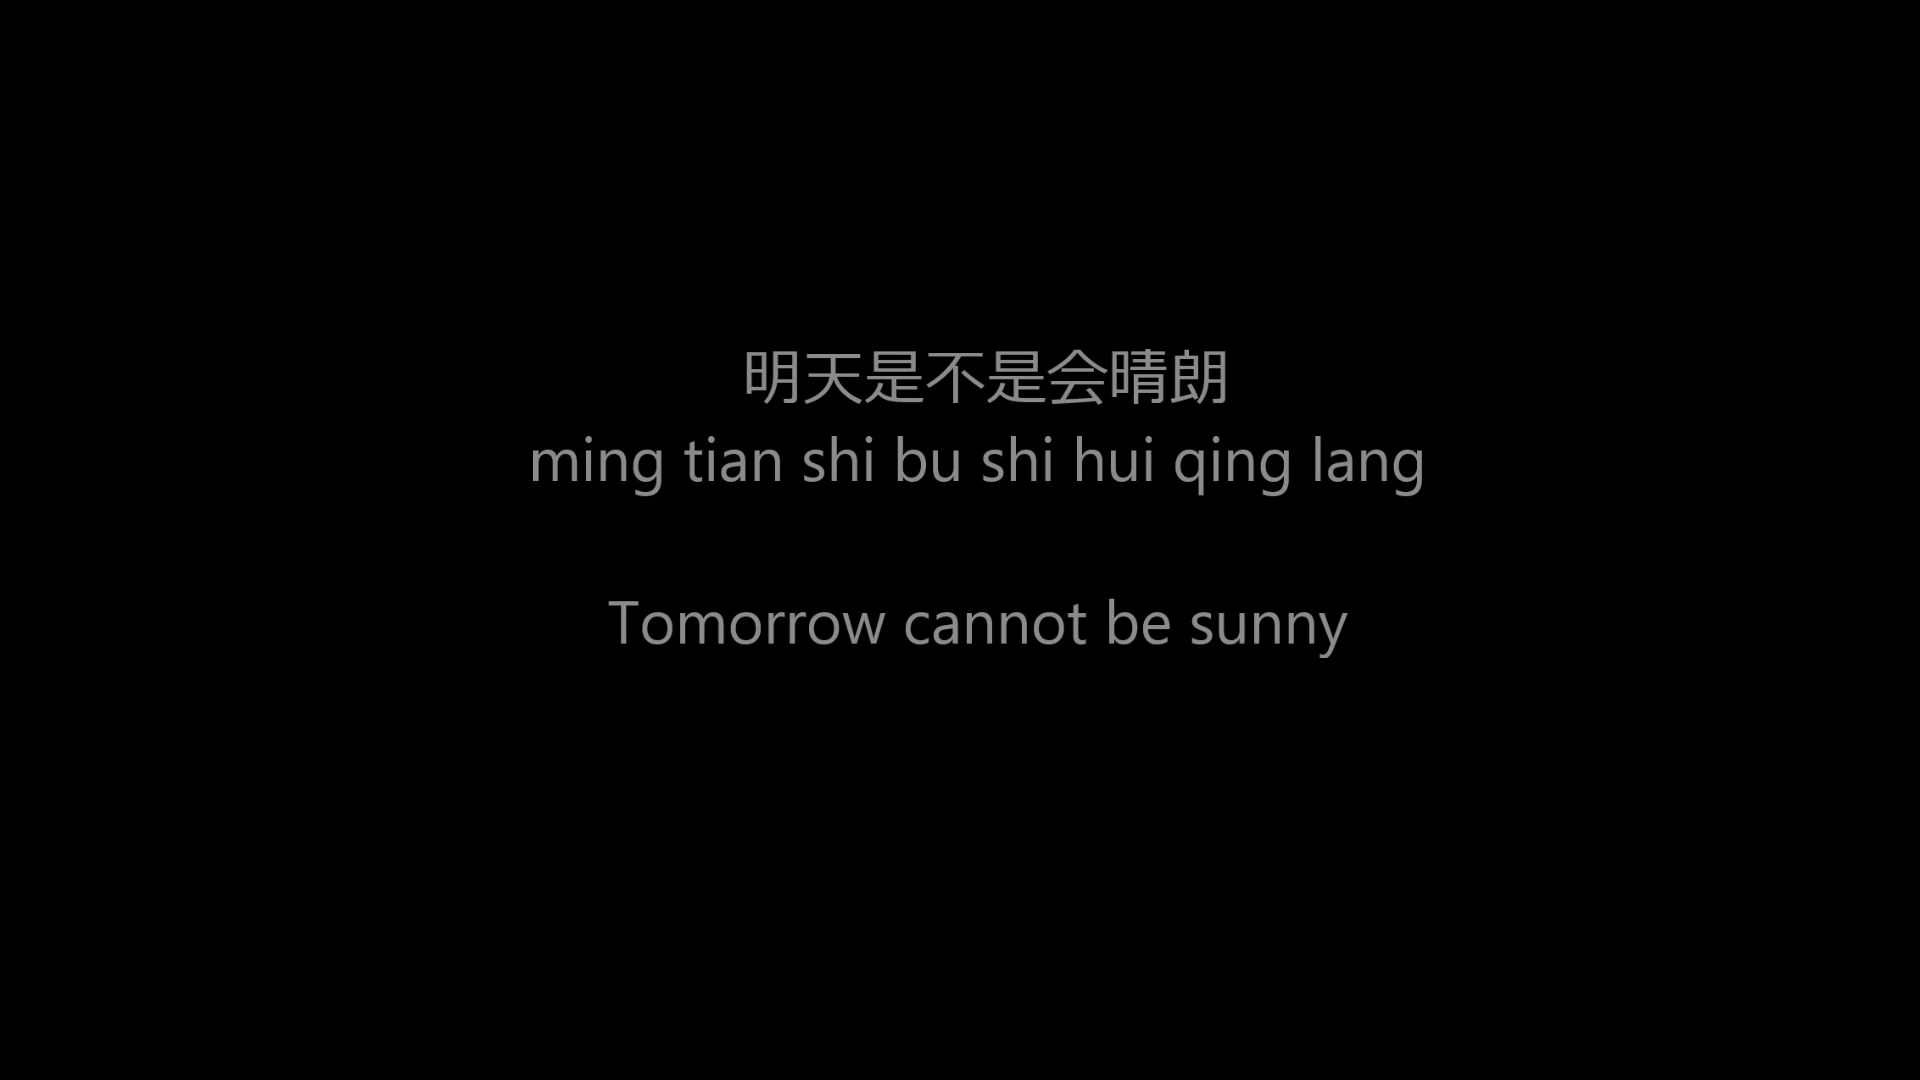 明天是不是会晴朗
ming tian shi bu shi hui qing lang
Tomorrow cannot be sunny